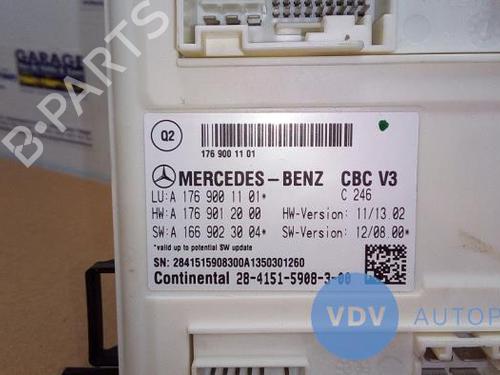 GARAGE
B-PARTS
Q2
176 900 11 01
MERCEDES-BENZ CBC V3
LU: A 176 900 11 01* C 246
HW: A 176 901 20 00 HW-Version: 11/13.02
SW: A 166 902 30 04* SW-Version: 12/08.00*
*valid up to potential SW update
SN: 2841515908300A1350301260
Continental 28-4151-5908-3-00
VDV AUTOP